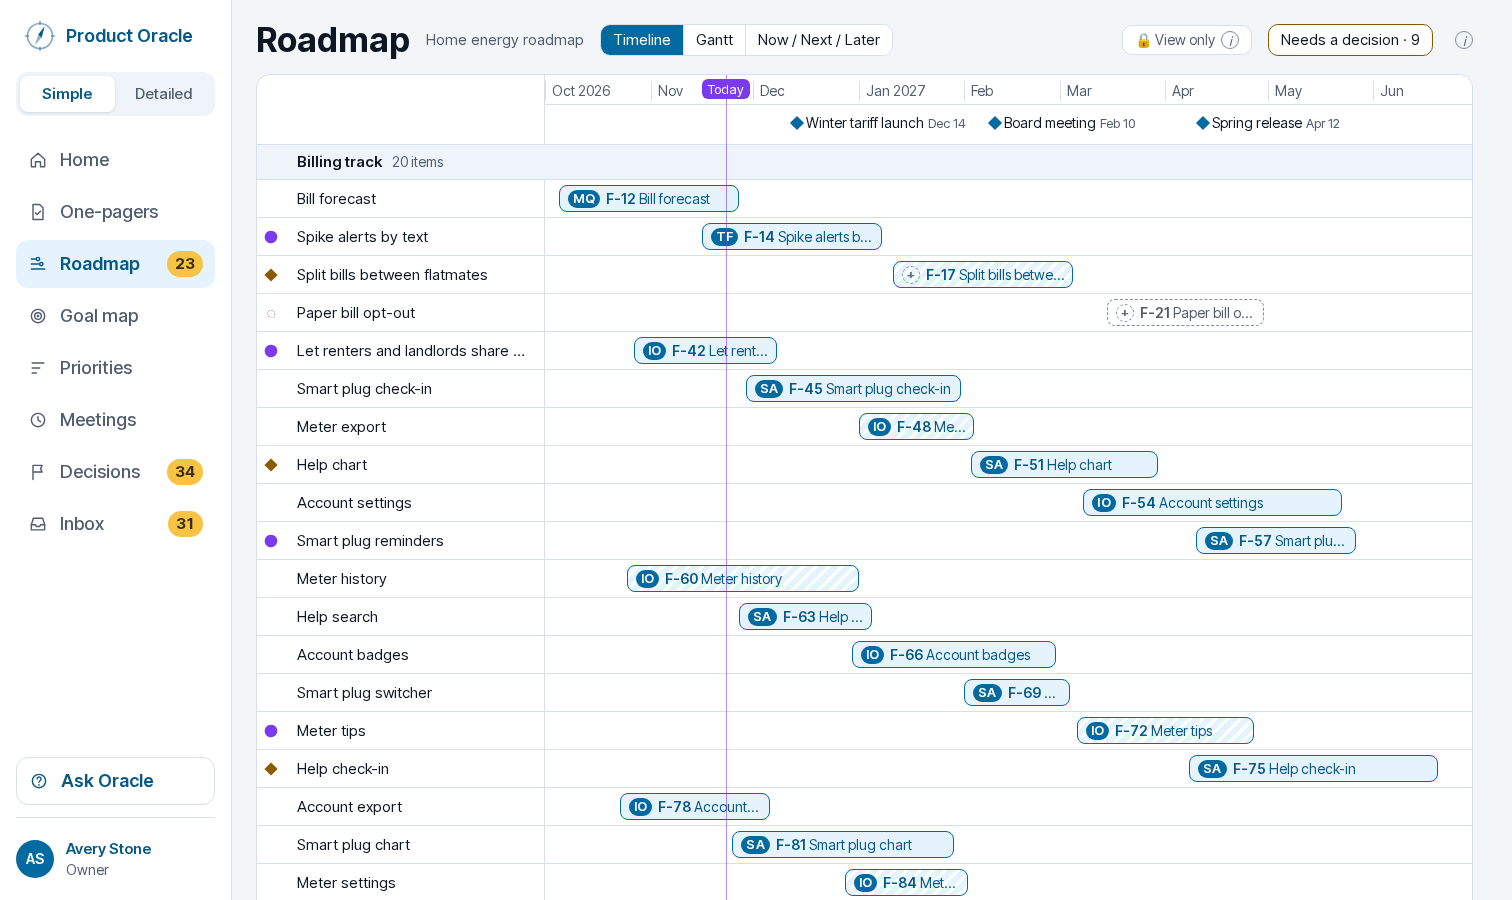 Product Oracle
Simple
Detailed
Home
One-pagers
Roadmap 23
Goal map
Priorities
Meetings
Decisions 34
Inbox 31
Ask Oracle
AS
Avery Stone
Owner
Roadmap
Home energy roadmap
Timeline
Gantt
Now / Next / Later
View only i
Needs a decision · 9
i
Oct 2026 Nov Today Dec Jan 2027 Feb Mar Apr May Jun
Winter tariff launch Dec 14
Board meeting Feb 10
Spring release Apr 12
Billing track 20 items
Bill forecast
MQ F-12 Bill forecast
Spike alerts by text
TF F-14 Spike alerts b...
Split bills between flatmates
+ F-17 Split bills betwe...
Paper bill opt-out
+ F-21 Paper bill o...
Let renters and landlords share ...
IO F-42 Let rent...
Smart plug check-in
SA F-45 Smart plug check-in
Meter export
IO F-48 Me...
Help chart
SA F-51 Help chart
Account settings
IO F-54 Account settings
Smart plug reminders
SA F-57 Smart plu...
Meter history
IO F-60 Meter history
Help search
SA F-63 Help ...
Account badges
IO F-66 Account badges
Smart plug switcher
SA F-69 ...
Meter tips
IO F-72 Meter tips
Help check-in
SA F-75 Help check-in
Account export
IO F-78 Account...
Smart plug chart
SA F-81 Smart plug chart
Meter settings
IO F-84 Met...